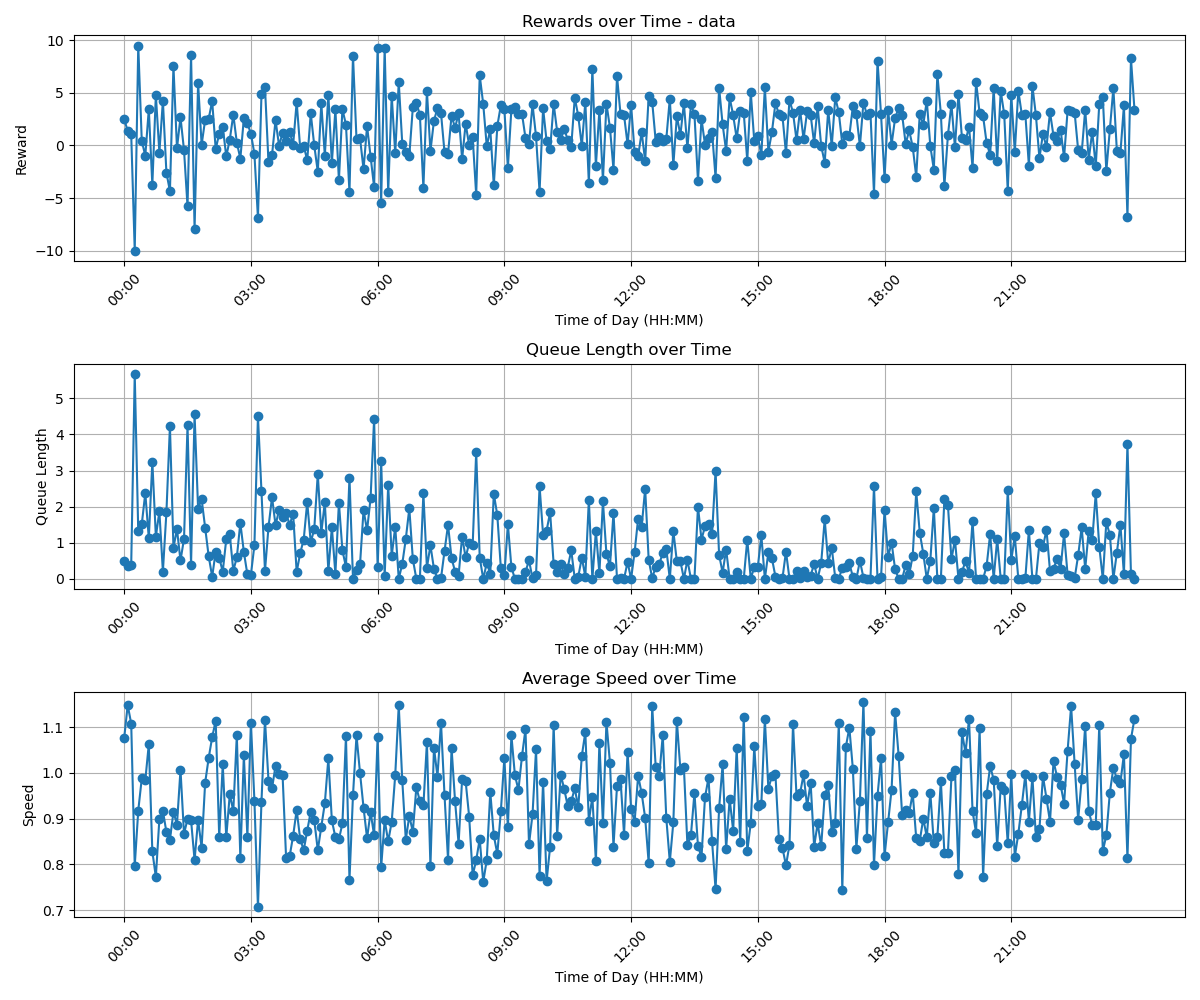 Rewards over Time - data
Reward
10
5
0
−5
−10
00:00 03:00 06:00 09:00 12:00 15:00 18:00 21:00
Time of Day (HH:MM)
Queue Length over Time
Queue Length
5
4
3
2
1
0
00:00 03:00 06:00 09:00 12:00 15:00 18:00 21:00
Time of Day (HH:MM)
Average Speed over Time
Speed
1.1
1.0
0.9
0.8
0.7
00:00 03:00 06:00 09:00 12:00 15:00 18:00 21:00
Time of Day (HH:MM)